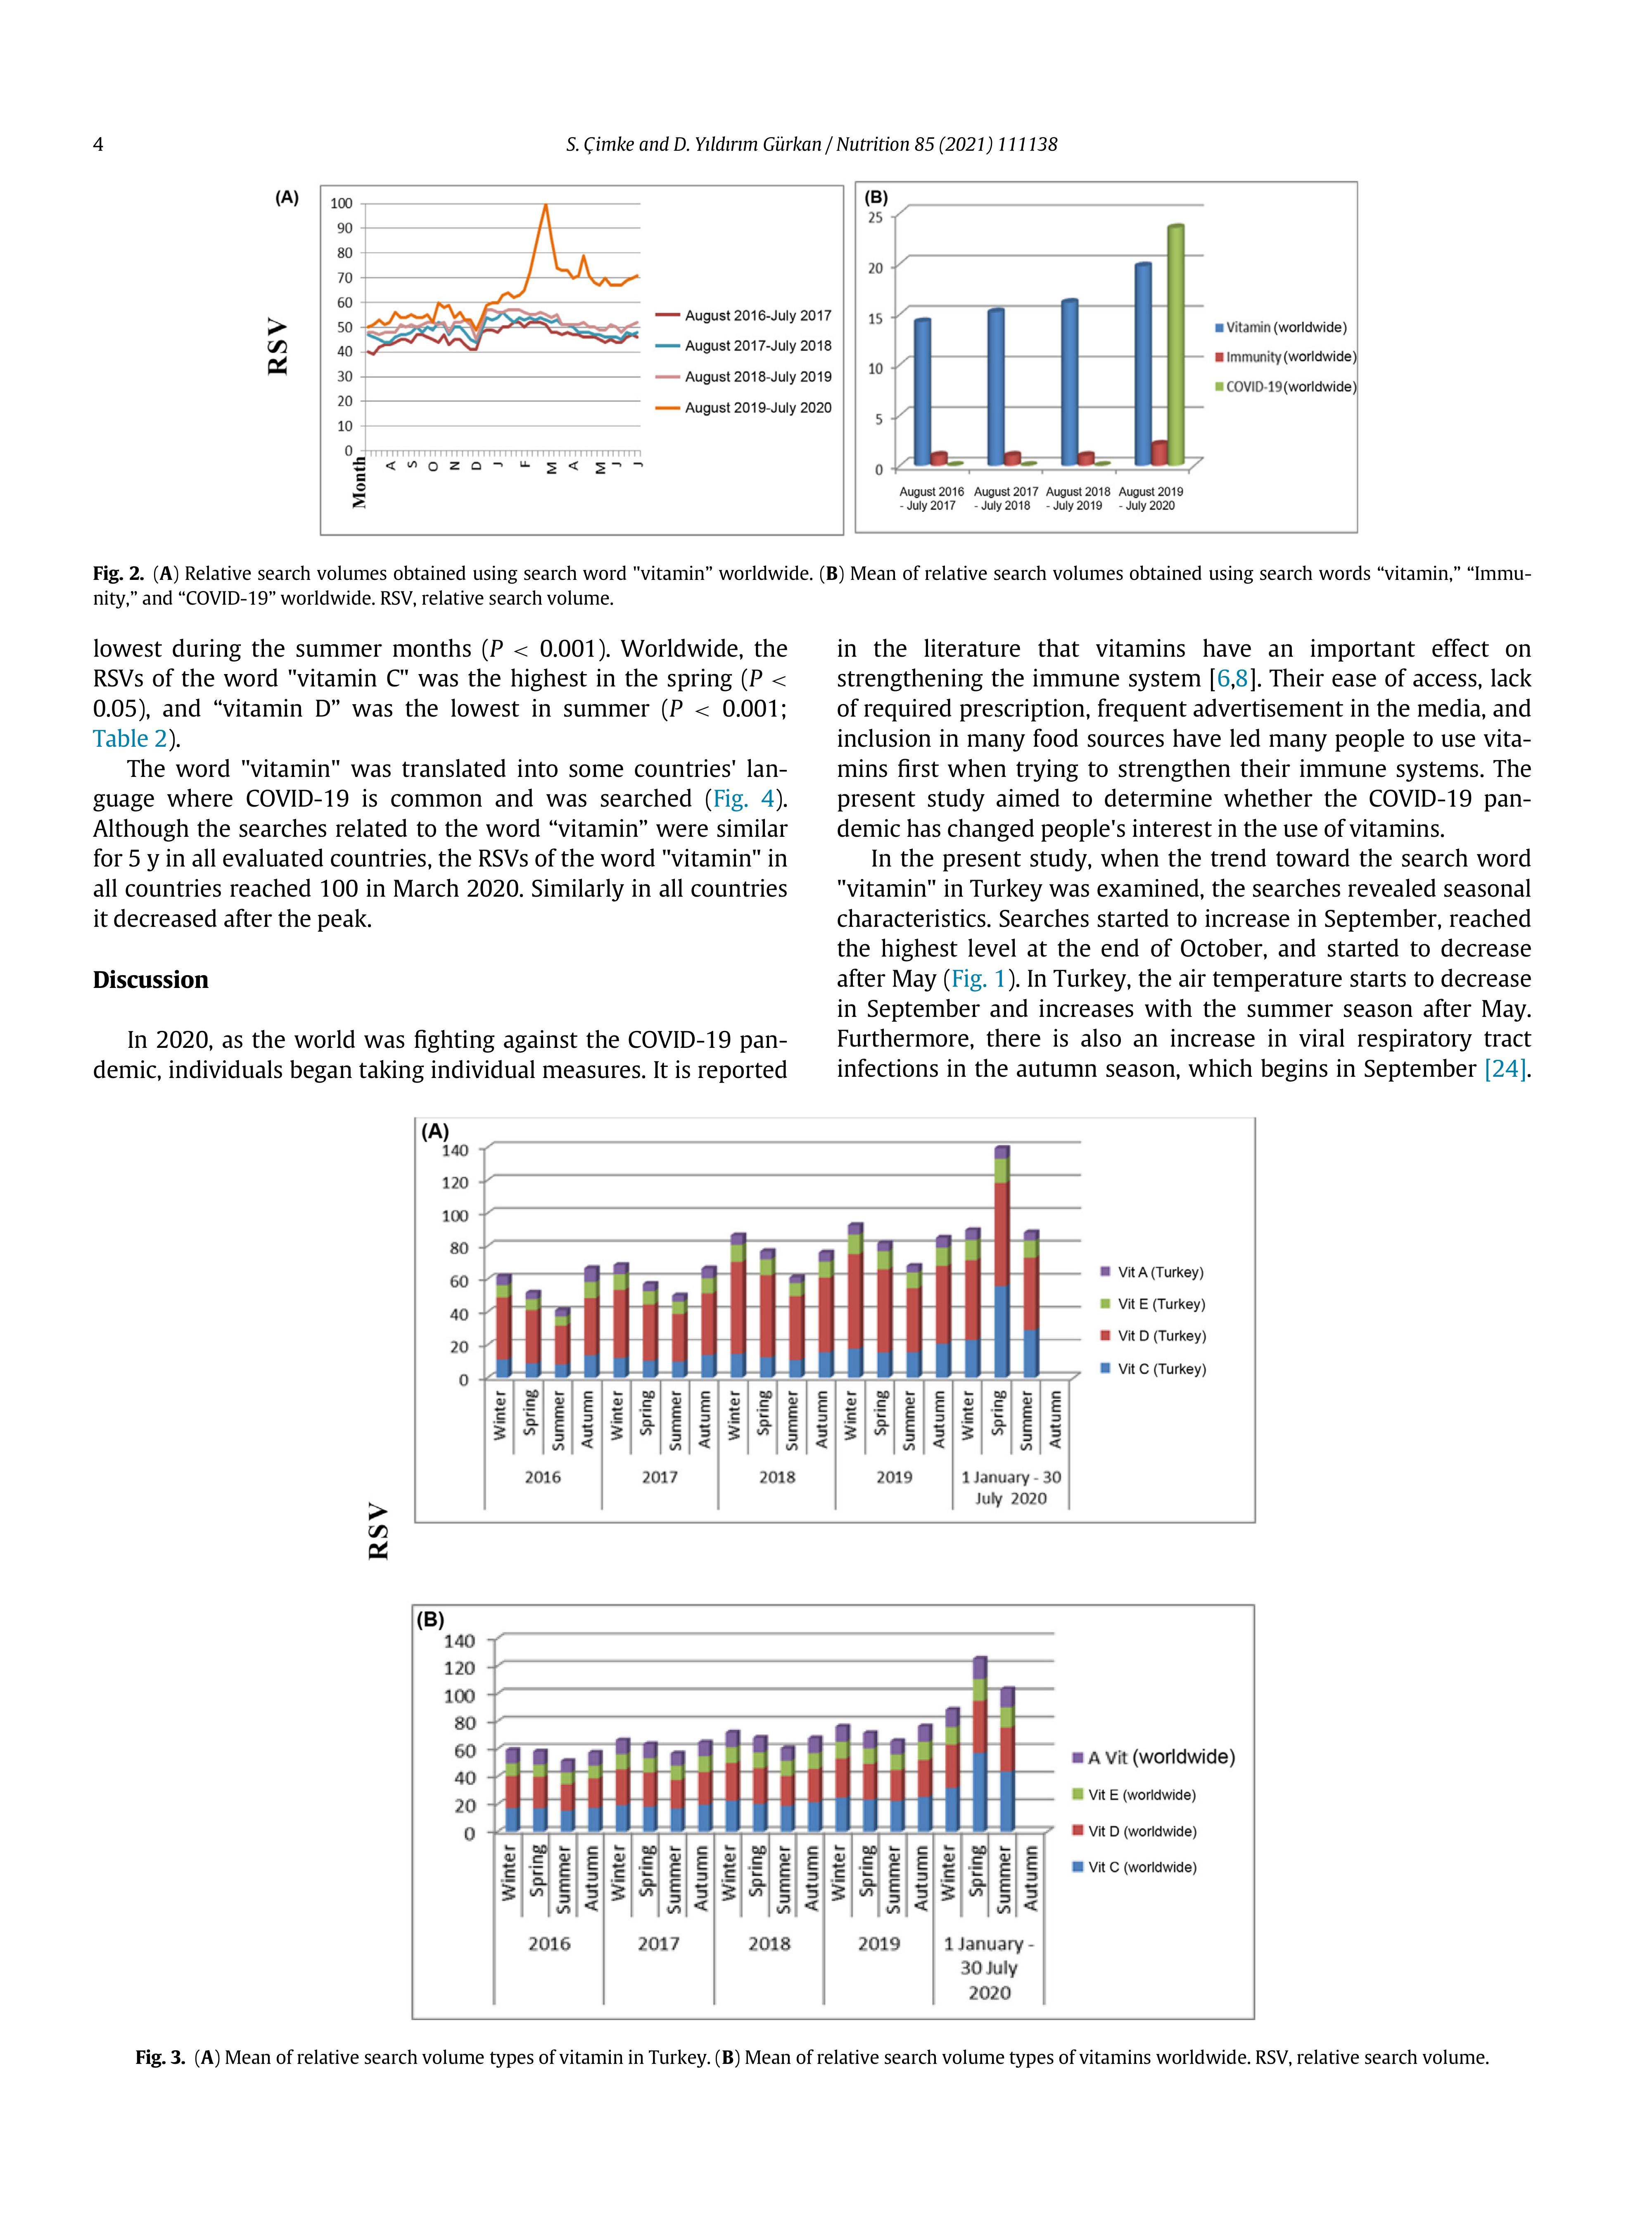 4
S. Çimke and D. Yıldırım Gürkan / Nutrition 85 (2021) 111138
(A)
100
90
80
70
60
50
40
30
20
10
0
RSV
Month
A S O N D J F M A M J J
August 2016-July 2017
August 2017-July 2018
August 2018-July 2019
August 2019-July 2020
(B)
25
20
15
10
5
0
August 2016 August 2017 August 2018 August 2019
- July 2017 - July 2018 - July 2019 - July 2020
Vitamin (worldwide)
Immunity (worldwide)
COVID-19 (worldwide)
Fig. 2. (A) Relative search volumes obtained using search word "vitamin” worldwide. (B) Mean of relative search volumes obtained using search words “vitamin,” “Immu-
nity,” and “COVID-19” worldwide. RSV, relative search volume.
lowest during the summer months (P < 0.001). Worldwide, the
RSVs of the word "vitamin C" was the highest in the spring (P <
0.05), and “vitamin D” was the lowest in summer (P < 0.001;
Table 2).
The word "vitamin" was translated into some countries' lan-
guage where COVID-19 is common and was searched (Fig. 4).
Although the searches related to the word “vitamin” were similar
for 5 y in all evaluated countries, the RSVs of the word "vitamin" in
all countries reached 100 in March 2020. Similarly in all countries
it decreased after the peak.
Discussion
In 2020, as the world was fighting against the COVID-19 pan-
demic, individuals began taking individual measures. It is reported
in the literature that vitamins have an important effect on
strengthening the immune system [6,8]. Their ease of access, lack
of required prescription, frequent advertisement in the media, and
inclusion in many food sources have led many people to use vita-
mins first when trying to strengthen their immune systems. The
present study aimed to determine whether the COVID-19 pan-
demic has changed people's interest in the use of vitamins.
In the present study, when the trend toward the search word
"vitamin" in Turkey was examined, the searches revealed seasonal
characteristics. Searches started to increase in September, reached
the highest level at the end of October, and started to decrease
after May (Fig. 1). In Turkey, the air temperature starts to decrease
in September and increases with the summer season after May.
Furthermore, there is also an increase in viral respiratory tract
infections in the autumn season, which begins in September [24].
(A)
140
120
100
80
60
40
20
0
Winter Spring Summer Autumn Winter Spring Summer Autumn Winter Spring Summer Autumn Winter Spring Summer Autumn Winter Spring Summer Autumn
2016 2017 2018 2019 1 January - 30
July 2020
Vit A (Turkey)
Vit E (Turkey)
Vit D (Turkey)
Vit C (Turkey)
RSV
(B)
140
120
100
80
60
40
20
0
Winter Spring Summer Autumn Winter Spring Summer Autumn Winter Spring Summer Autumn Winter Spring Summer Autumn Winter Spring Summer Autumn
2016 2017 2018 2019 1 January -
30 July
2020
A Vit (worldwide)
Vit E (worldwide)
Vit D (worldwide)
Vit C (worldwide)
Fig. 3. (A) Mean of relative search volume types of vitamin in Turkey. (B) Mean of relative search volume types of vitamins worldwide. RSV, relative search volume.